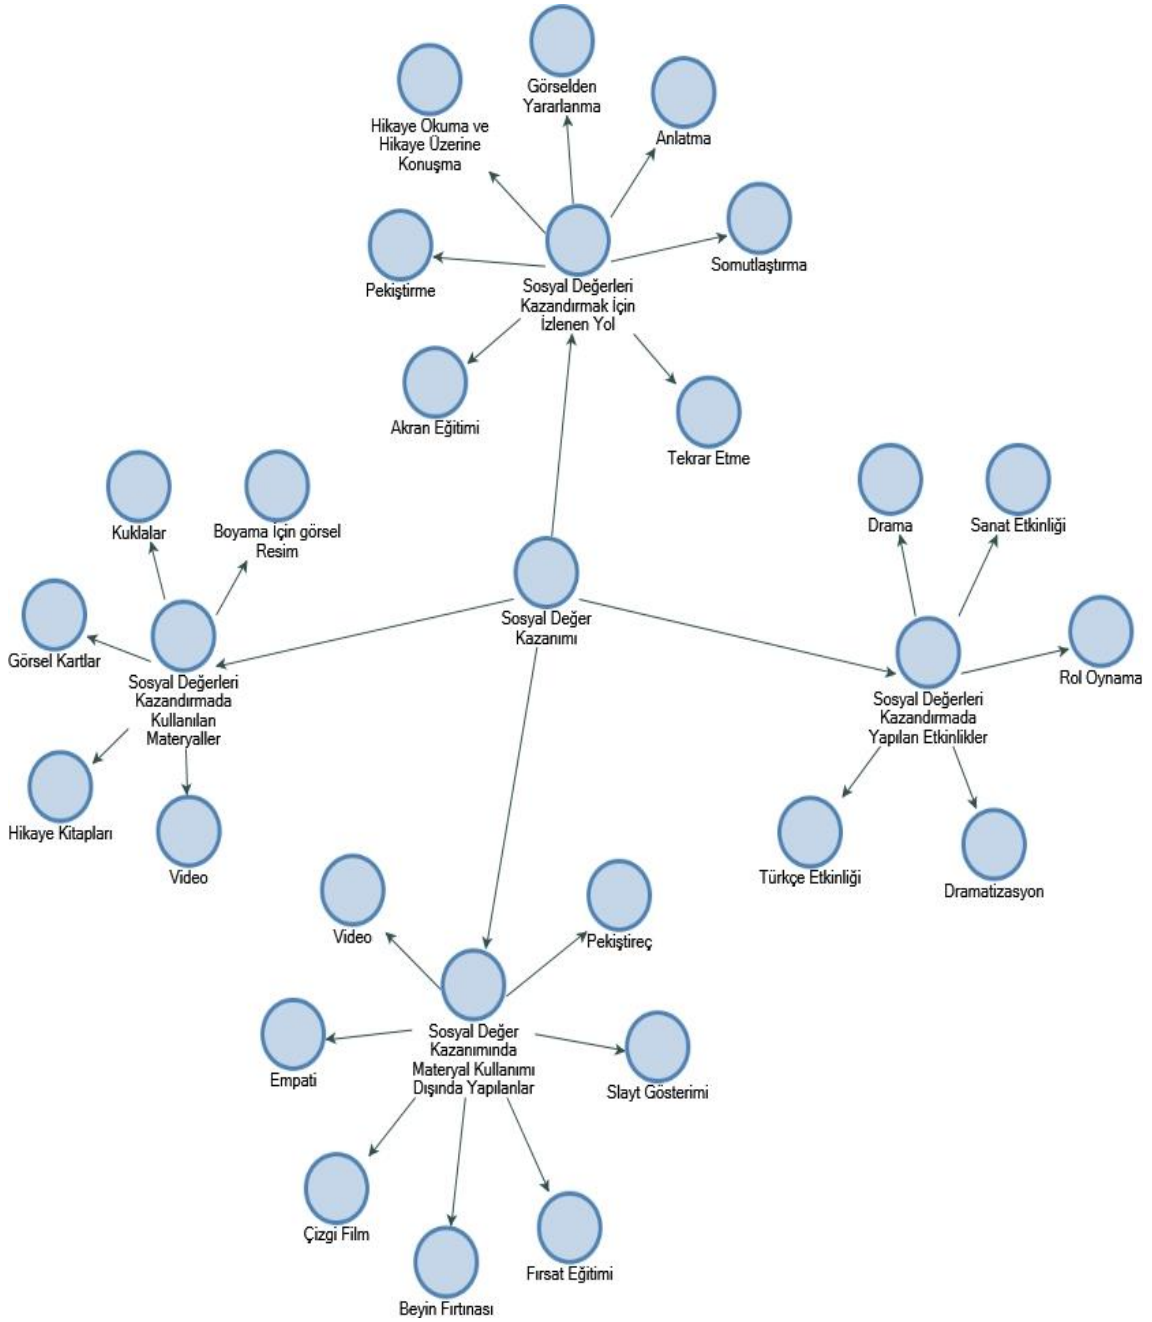 Görselden
Yararlanma
Hikaye Okuma ve
Hikaye Üzerine
Konuşma
Anlatma
Somutlaştırma
Pekiştirme
Sosyal Değerleri
Kazandırmak İçin
İzlenen Yol
Akran Eğitimi
Tekrar Etme
Kuklalar
Boyama İçin görsel
Resim
Drama
Sanat Etkinliği
Sosyal Değer
Kazanımı
Görsel Kartlar
Sosyal Değerleri
Kazandırmada
Kullanılan
Materyaller
Rol Oynama
Sosyal Değerleri
Kazandırmada
Yapılan Etkinlikler
Hikaye Kitapları
Video
Türkçe Etkinliği
Dramatizasyon
Video
Pekiştireç
Sosyal Değer
Kazanımında
Materyal Kullanımı
Dışında Yapılanlar
Empati
Slayt Gösterimi
Çizgi Film
Fırsat Eğitimi
Beyin Fırtınası